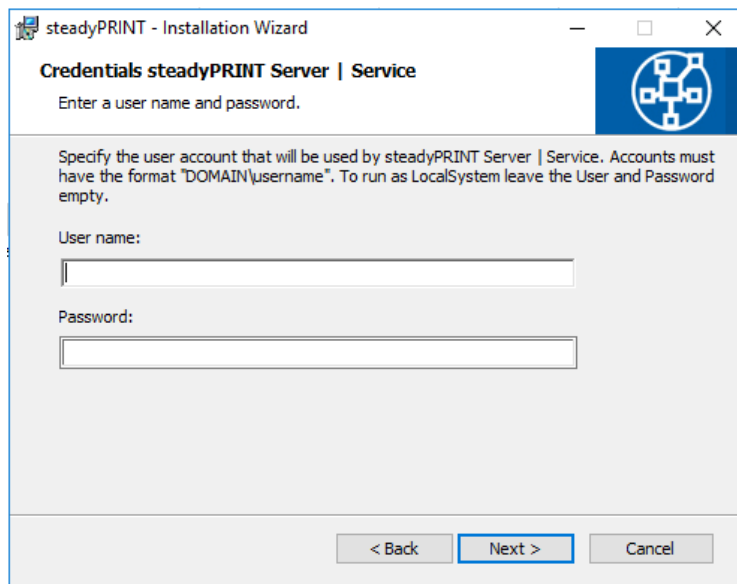 steadyPRINT - Installation Wizard
Credentials steadyPRINT Server | Service
Enter a user name and password.
Specify the user account that will be used by steadyPRINT Server | Service. Accounts must
have the format "DOMAIN\username". To run as LocalSystem leave the User and Password
empty.
User name:
Password:
< Back
Next >
Cancel